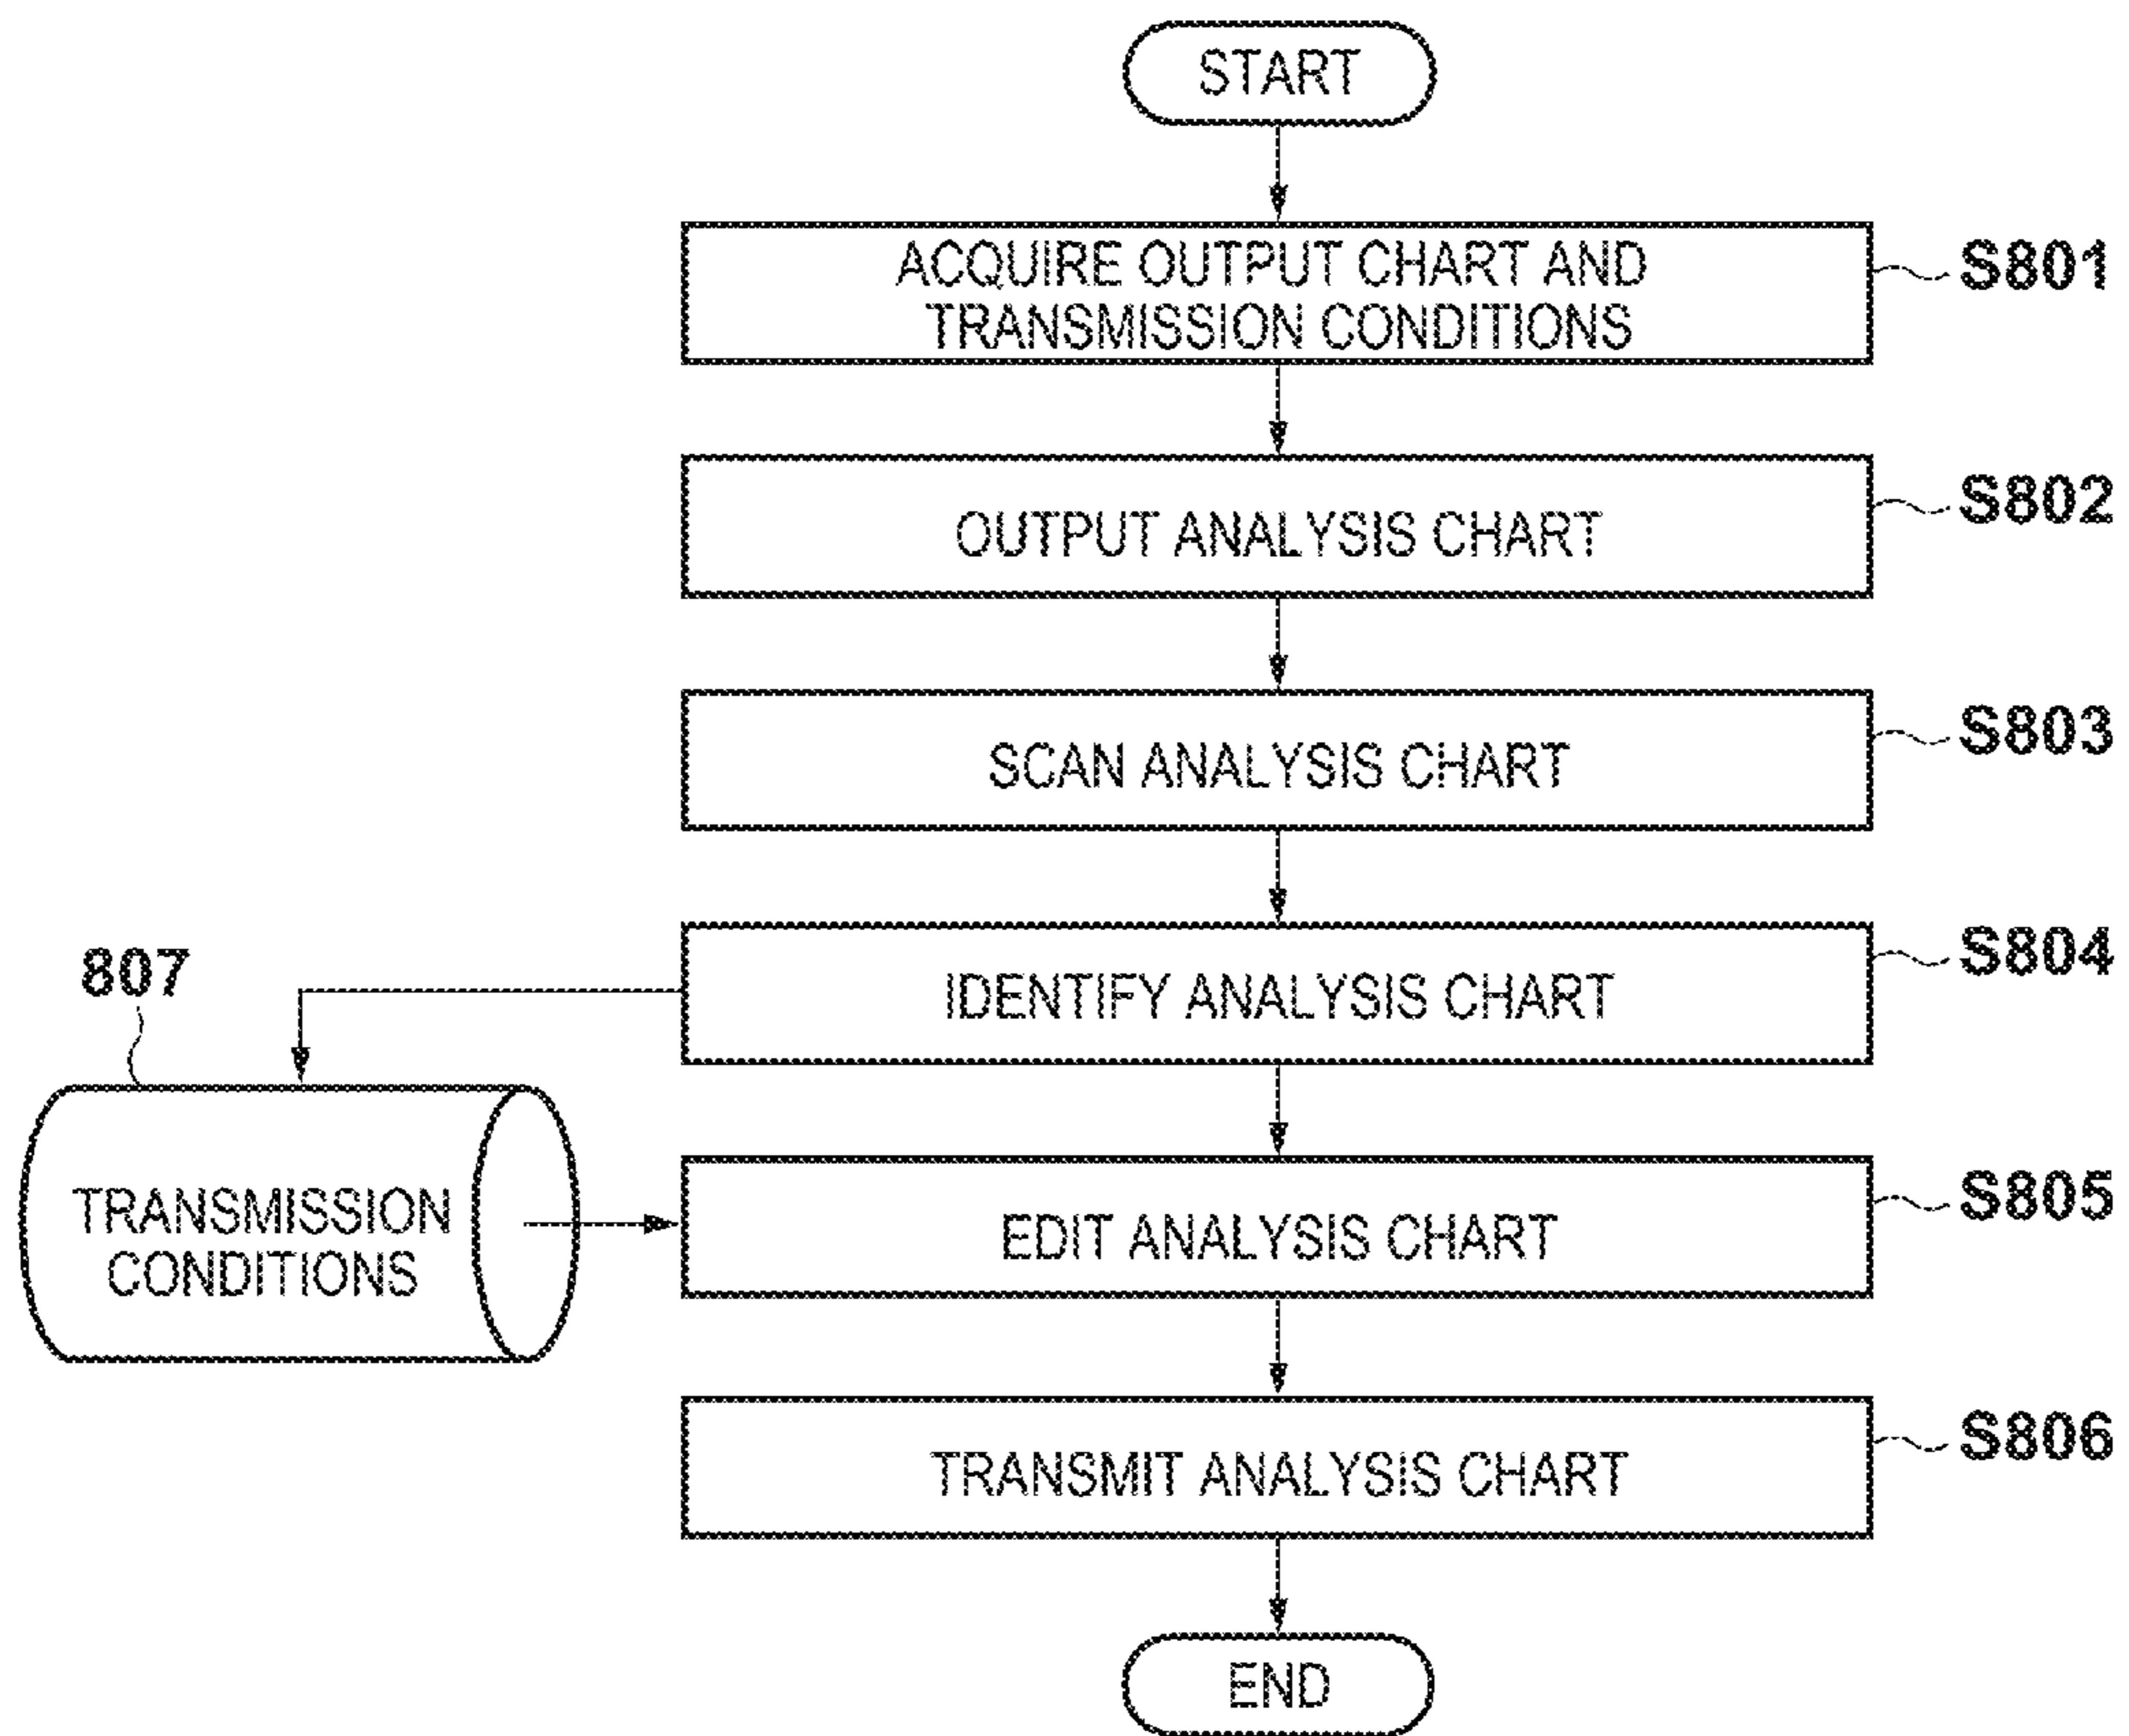 START
ACQUIRE OUTPUT CHART AND
TRANSMISSION CONDITIONS
S801
OUTPUT ANALYSIS CHART
S802
SCAN ANALYSIS CHART
S803
IDENTIFY ANALYSIS CHART
S804
807
TRANSMISSION
CONDITIONS
EDIT ANALYSIS CHART
S805
TRANSMIT ANALYSIS CHART
S806
END